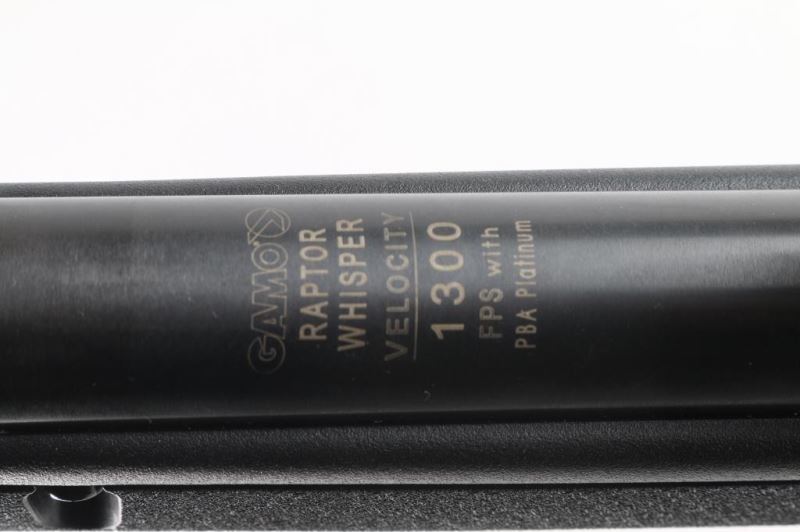 GAMO
RAPTOR
WHISPER
VELOCITY
1300
FPS with
PBA Platinum